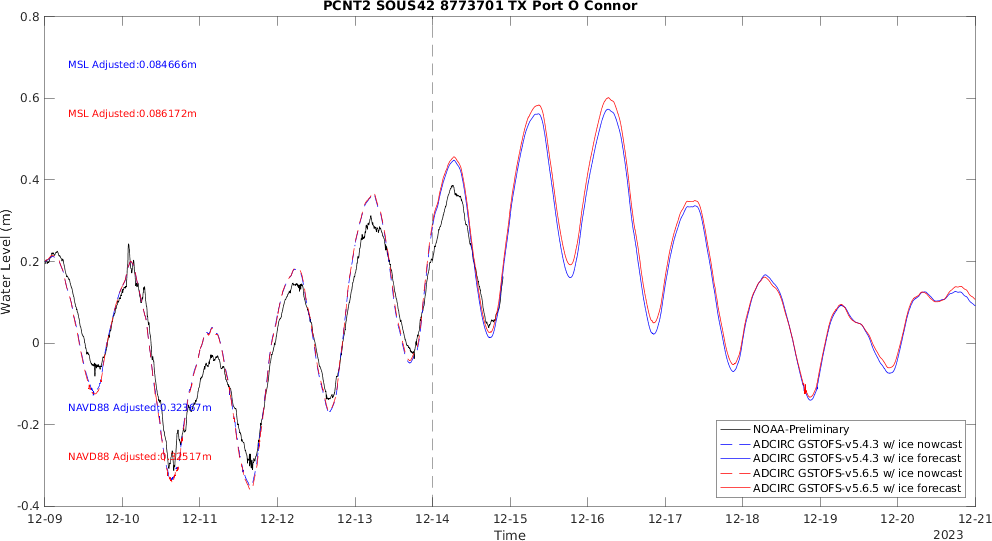 PCNT2 SOUS42 8773701 TX Port O Connor
0.8
0.6
0.4
0.2
0
-0.2
-0.4
Water Level (m)
MSL Adjusted:0.084666m
MSL Adjusted:0.086172m
NAVD88 Adjusted:0.32367m
NAVD88 Adjusted:
NOAA-Preliminary
ADCIRC GSTOFS-v5.4.3 w/ ice nowcast
ADCIRC GSTOFS-v5.4.3 w/ ice forecast
ADCIRC GSTOFS-v5.6.5 w/ ice nowcast
ADCIRC GSTOFS-v5.6.5 w/ ice forecast
12-09 12-10 12-11 12-12 12-13 12-14 12-15 12-16 12-17 12-18 12-19 12-20 12-21
Time
2023